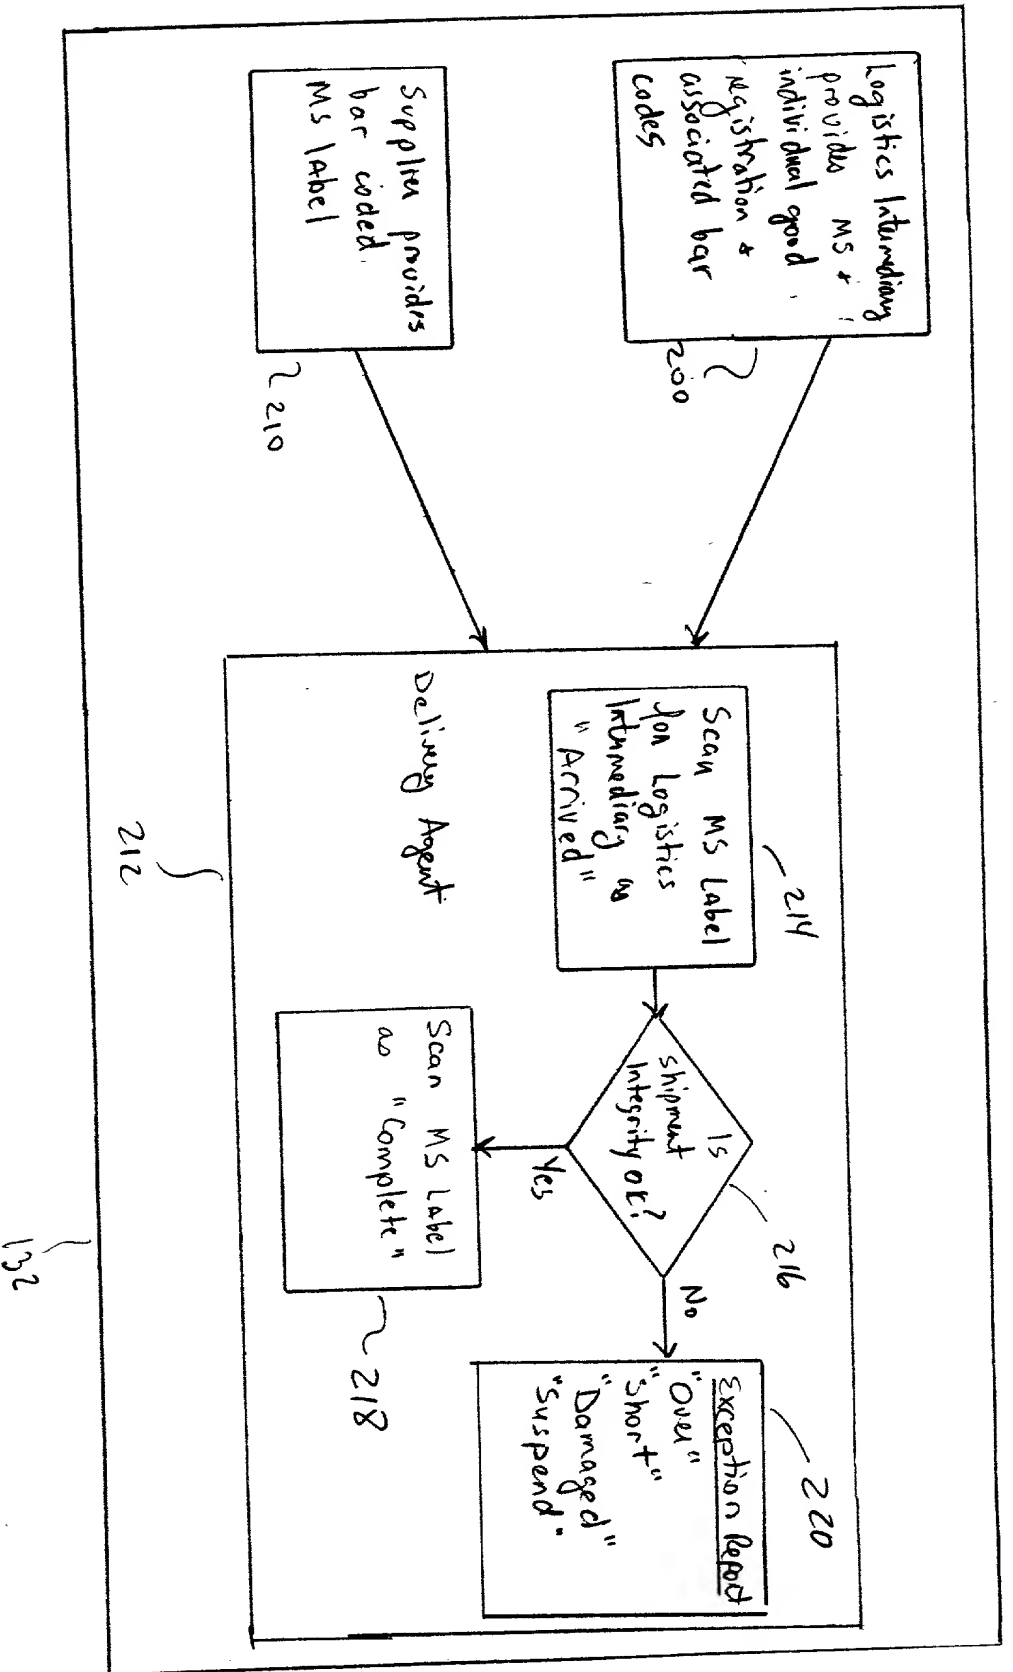 Logistics Intermediary
provides MS &
individual good
registration &
associated bar
codes
200
Supplier provides
bar coded
MS label
210
Scan MS Label
for Logistics
Intermediary as
"Arrived"
214
Is
shipment
Integrity OK?
216
No
Yes
Exception Report
"Over"
"Short"
"Damaged"
"Suspend"
220
Scan MS Label
as "Complete"
218
Delivery Agent
212
132